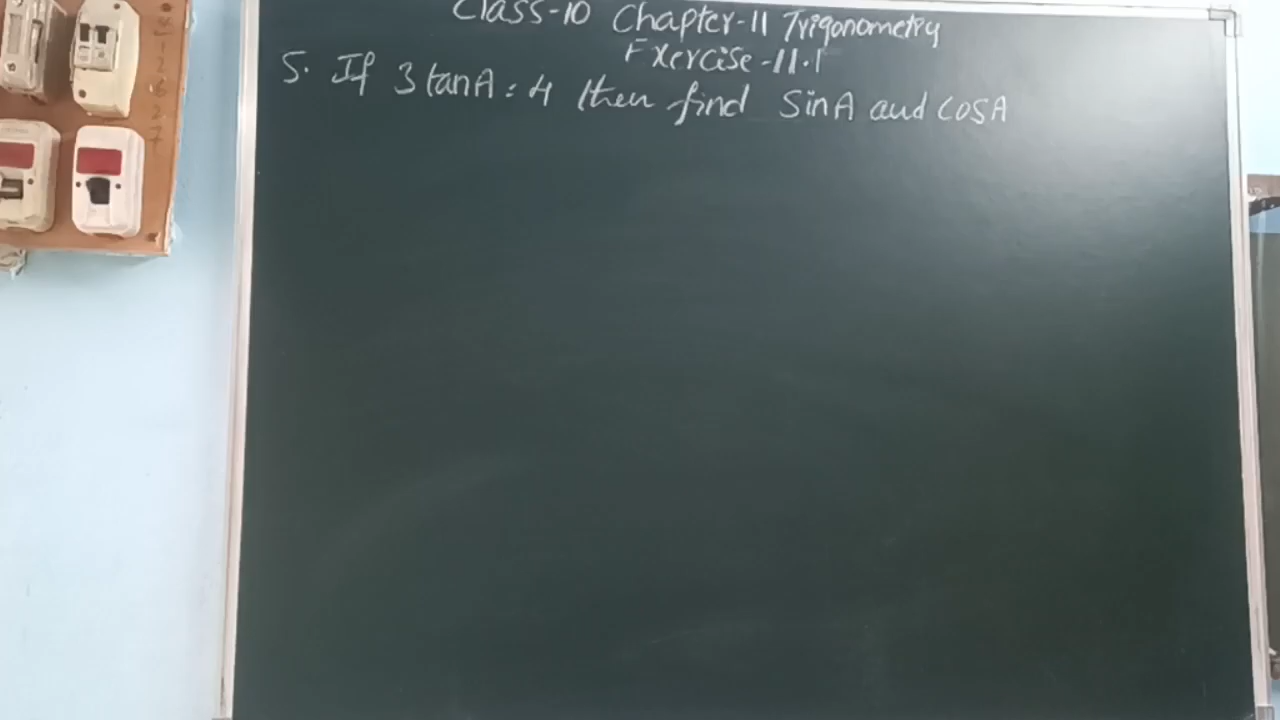 Class-10 Chapter-11 Trigonometry
Exercise-11.1
5. If 3 tanA = 4 then find SinA and CosA